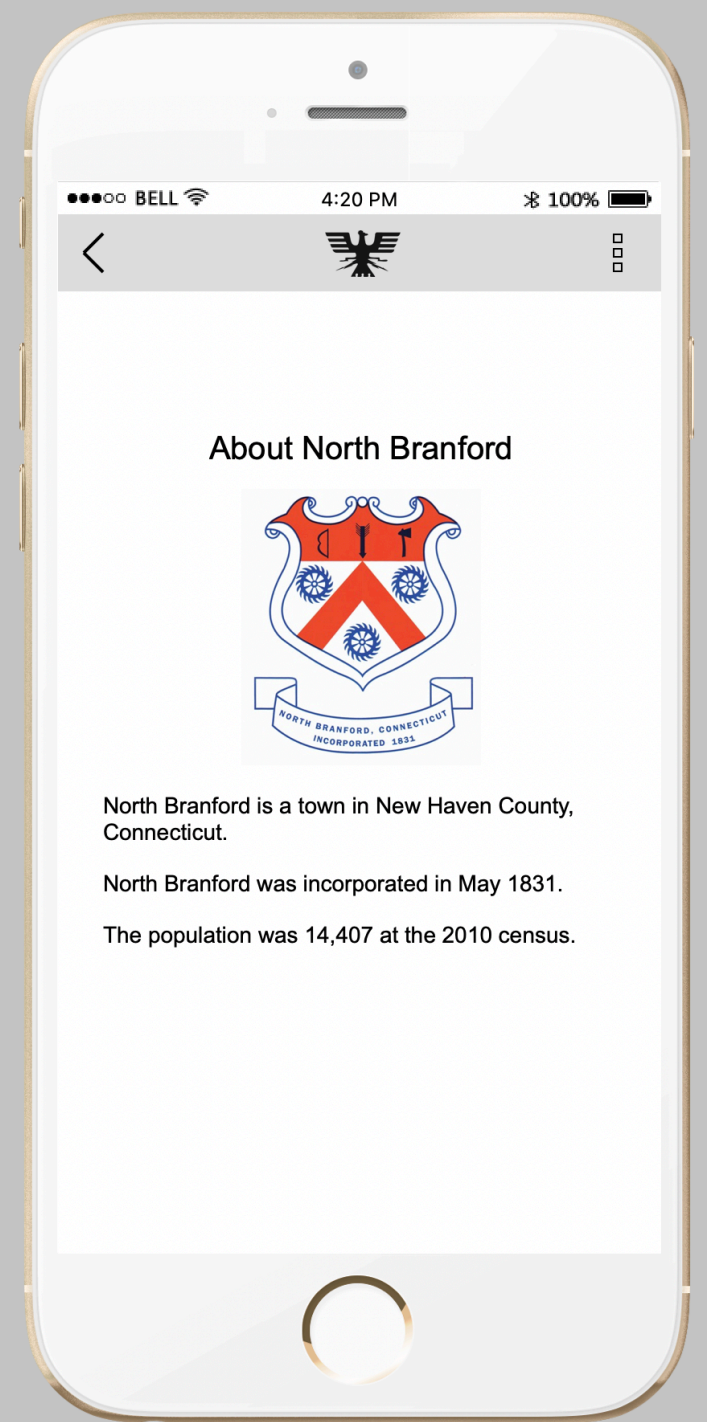 BELL 4:20 PM 100%
About North Branford
NORTH BRANFORD, CONNECTICUT
INCORPORATED 1831
North Branford is a town in New Haven County,
Connecticut.
North Branford was incorporated in May 1831.
The population was 14,407 at the 2010 census.